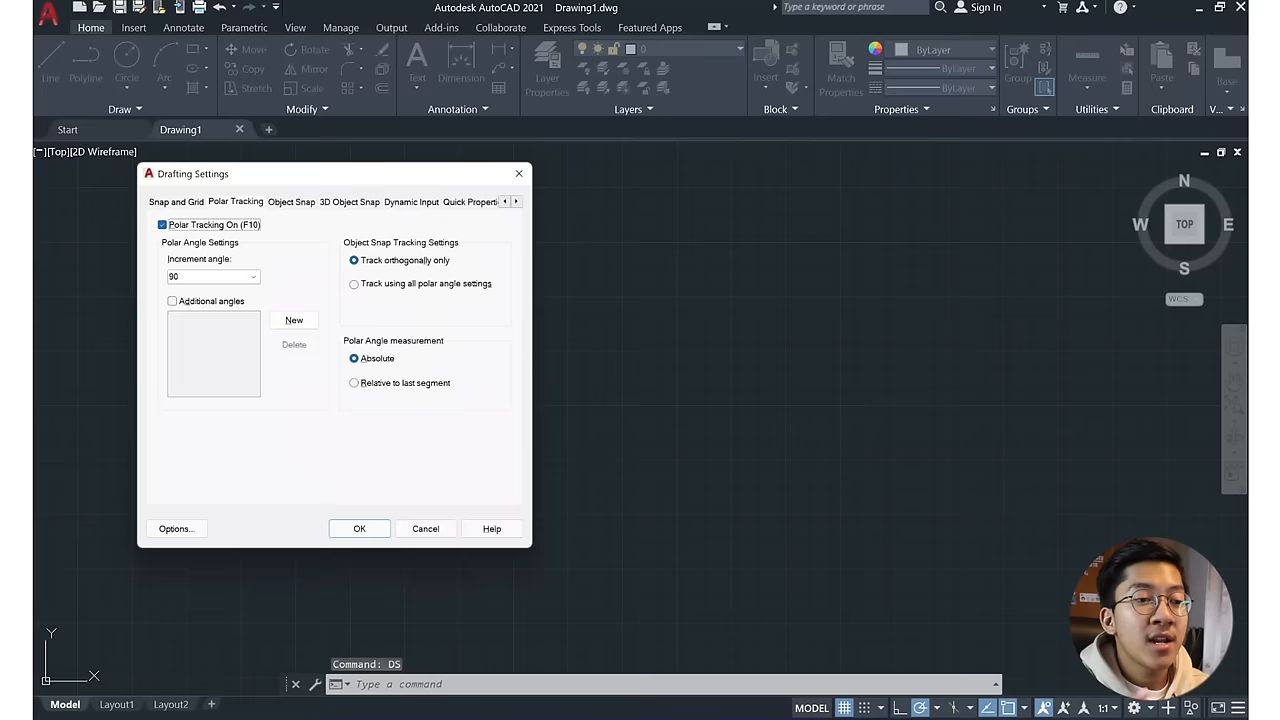 Autodesk AutoCAD 2021 Drawing1.dwg
Type a keyword or phrase
Sign In
Home Insert Annotate Parametric View Manage Output Add-ins Collaborate Express Tools Featured Apps
Line Polyline Circle Arc
Move Rotate
Copy Mirror
Stretch Scale
Text Dimension
Layer Properties
0
Insert
Match Properties
ByLayer
ByLayer
ByLayer
Group
Measure
Paste
Base
Draw Modify Annotation Layers Block Properties Groups Utilities Clipboard V...
Start Drawing1
[−][Top][2D Wireframe]
Drafting Settings
Snap and Grid Polar Tracking Object Snap 3D Object Snap Dynamic Input Quick Properti
Polar Tracking On (F10)
Polar Angle Settings
Increment angle:
90
Additional angles
New
Delete
Object Snap Tracking Settings
Track orthogonally only
Track using all polar angle settings
Polar Angle measurement
Absolute
Relative to last segment
Options... OK Cancel Help
N
W TOP E
S
WCS
Y
X
Command: DS
Type a command
Model Layout1 Layout2
MODEL 1:1